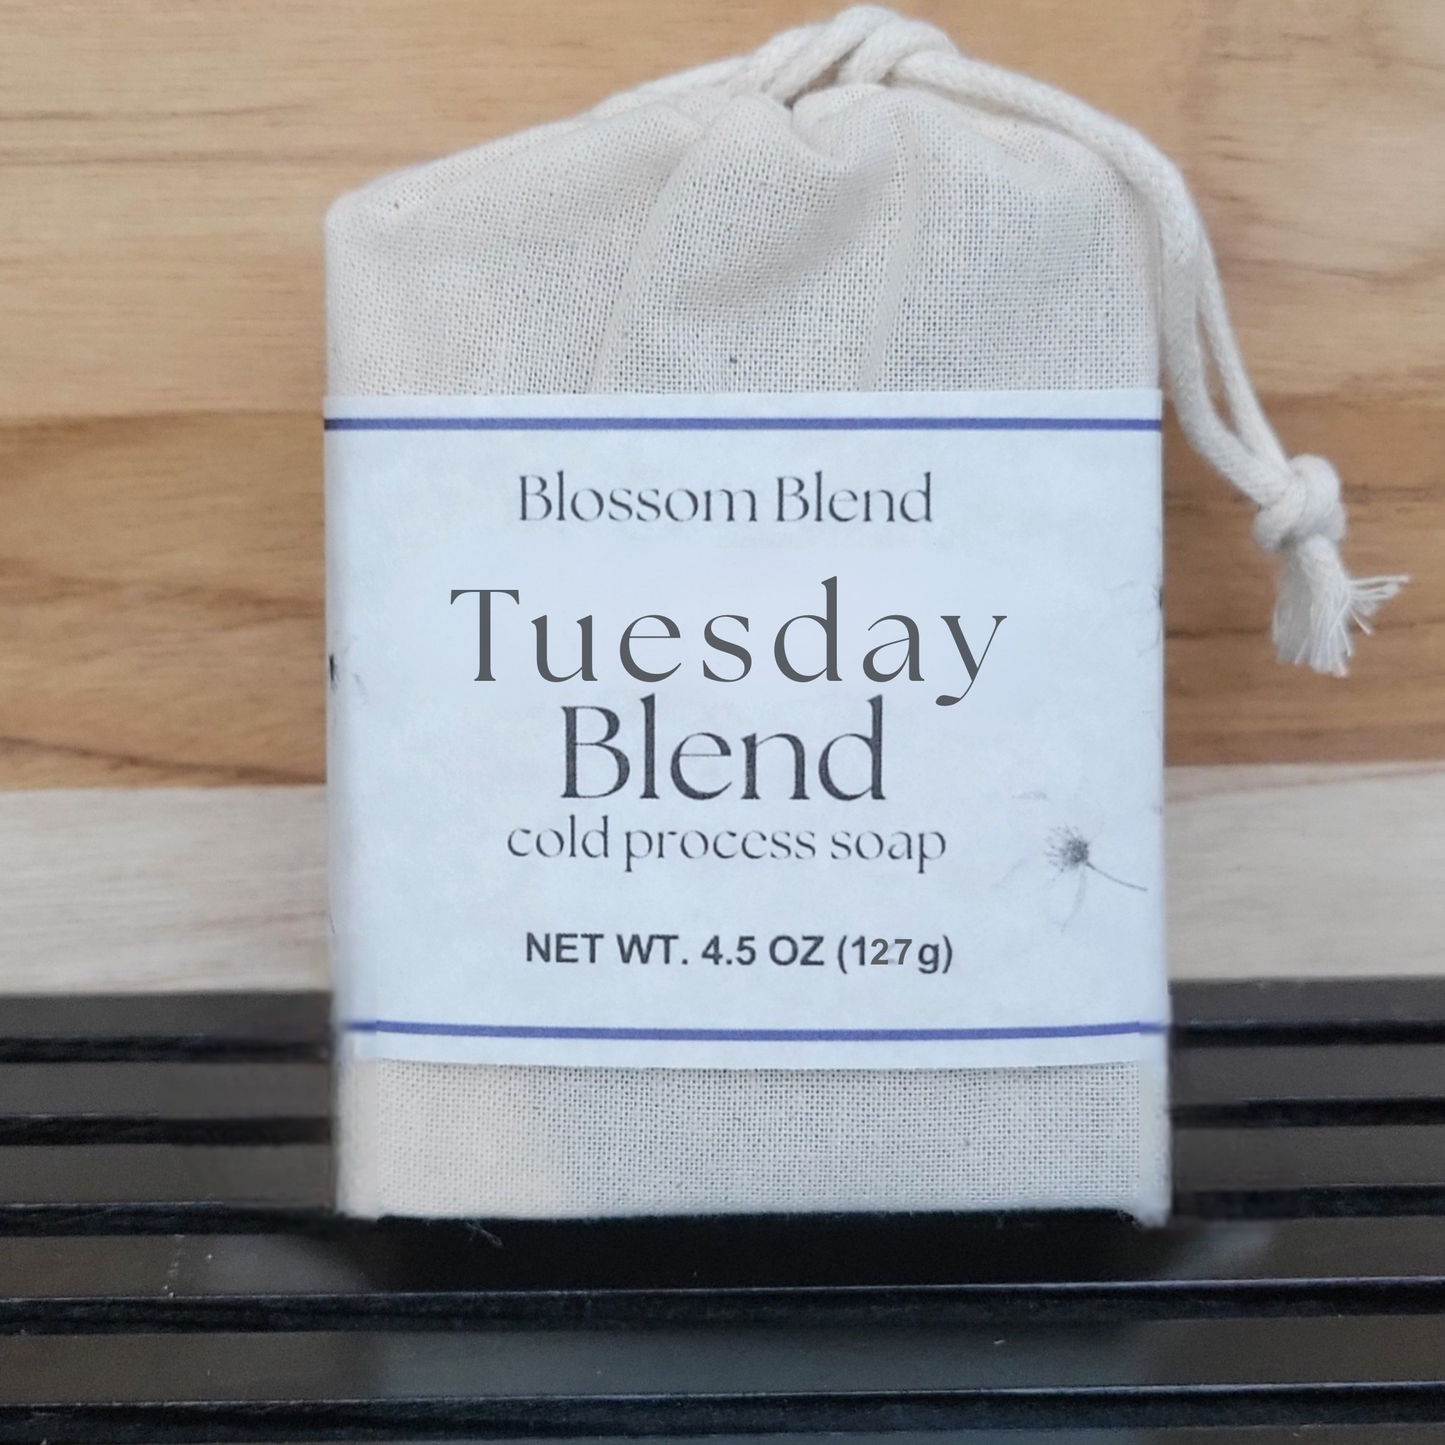 Blossom Blend
Tuesday
Blend
cold process soap
NET WT. 4.5 OZ (127g)